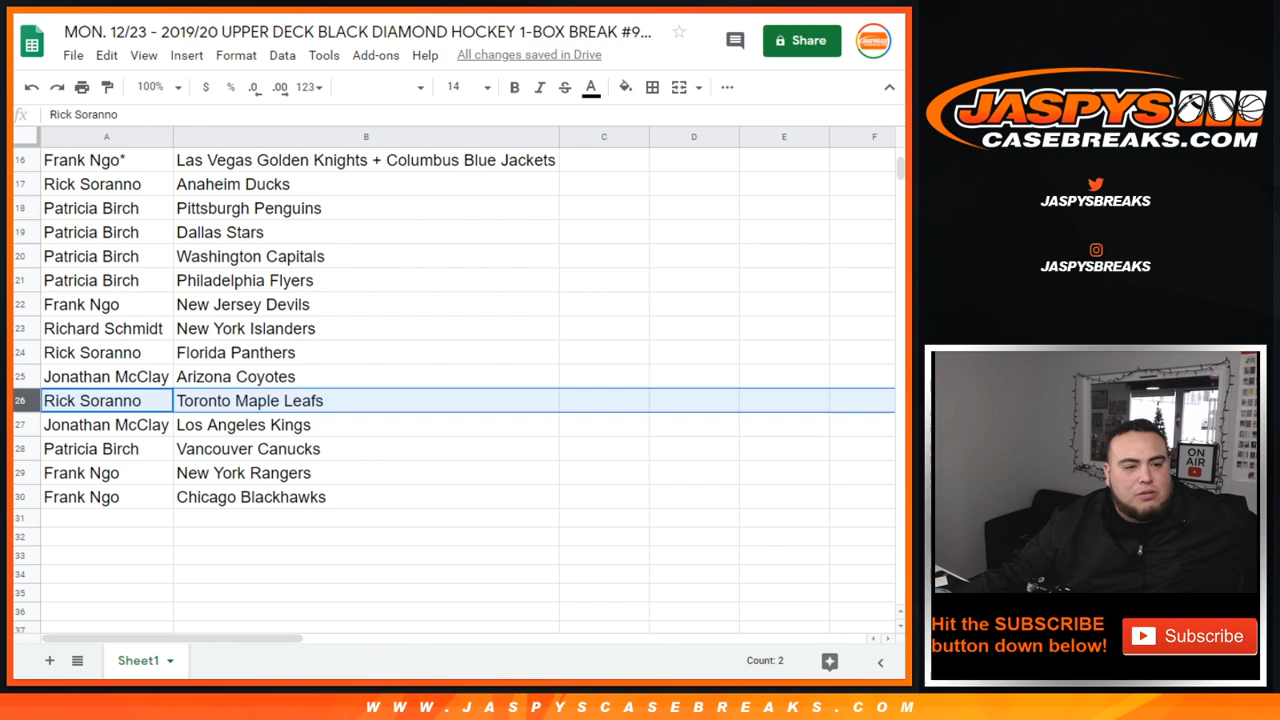 MON. 12/23 - 2019/20 UPPER DECK BLACK DIAMOND HOCKEY 1-BOX BREAK #9...
File Edit View Insert Format Data Tools Add-ons Help All changes saved in Drive
Share
100% $ % .0 .00 123 14 B I S A
fx Rick Soranno
A B C D E F
16 Frank Ngo* Las Vegas Golden Knights + Columbus Blue Jackets
17 Rick Soranno Anaheim Ducks
18 Patricia Birch Pittsburgh Penguins
19 Patricia Birch Dallas Stars
20 Patricia Birch Washington Capitals
21 Patricia Birch Philadelphia Flyers
22 Frank Ngo New Jersey Devils
23 Richard Schmidt New York Islanders
24 Rick Soranno Florida Panthers
25 Jonathan McClay Arizona Coyotes
26 Rick Soranno Toronto Maple Leafs
27 Jonathan McClay Los Angeles Kings
28 Patricia Birch Vancouver Canucks
29 Frank Ngo New York Rangers
30 Frank Ngo Chicago Blackhawks
31
32
33
34
35
36
37
Sheet1
Count: 2
JASPYS
CASEBREAKS.COM
JASPYSBREAKS
JASPYSBREAKS
ON
AIR
Hit the SUBSCRIBE
button down below!
Subscribe
WWW.JASPYSCASEBREAKS.COM